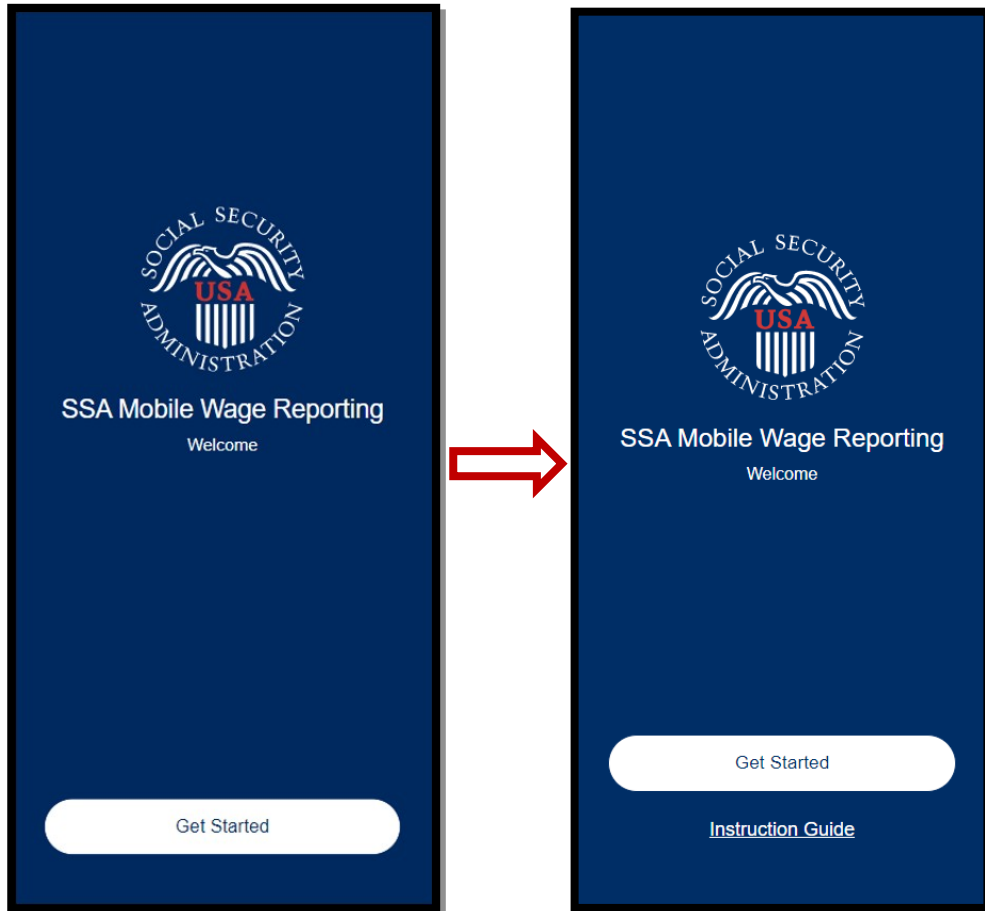 SOCIAL SECURITY ADMINISTRATION
USA
SSA Mobile Wage Reporting
Welcome
Get Started
SOCIAL SECURITY ADMINISTRATION
USA
SSA Mobile Wage Reporting
Welcome
Get Started
Instruction Guide